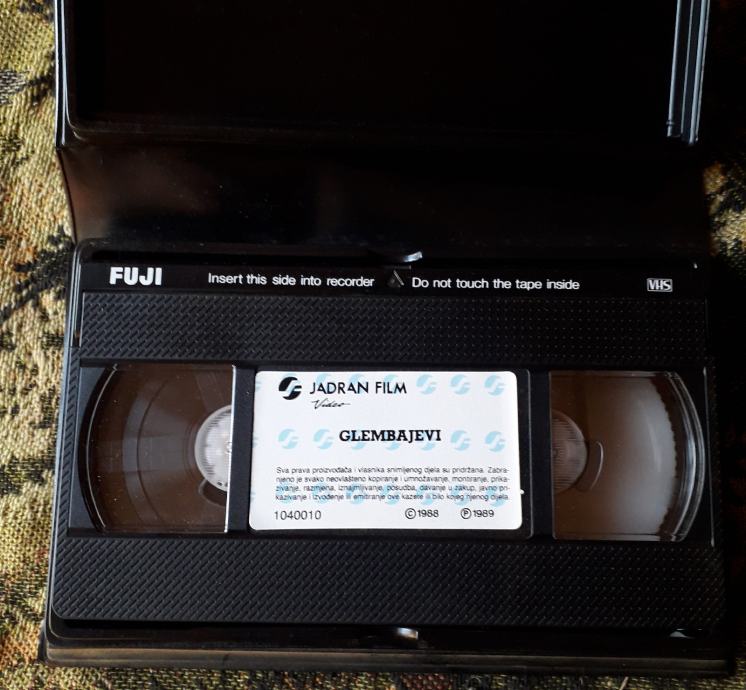 FUJI Insert this side into recorder Do not touch the tape inside VHS
JADRAN FILM
Video
GLEMBAJEVI
Sva prava proizvođača i vlasnika snimljenog djela su pridržana. Zabra-
njeno je svako neovlašteno kopiranje i umnožavanje, montiranje, prika-
zivanje, razmjena, iznajmljivanje, posudba, davanje u zakup, javno pri-
kazivanje i izvođenje ili emitiranje ove kazete ili bilo kojeg njenog dijela.
1040010 ©1988 ℗1989